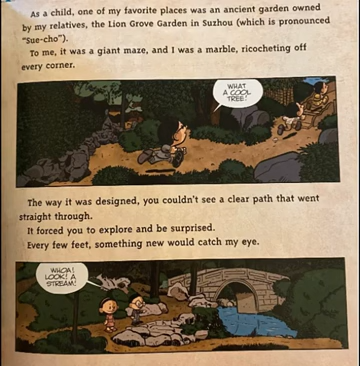 As a child, one of my favorite places was an ancient garden owned
by my relatives, the Lion Grove Garden in Suzhou (which is pronounced
"Sue-cho").
To me, it was a giant maze, and I was a marble, ricocheting off
every corner.
WHAT
A COOL
TREE!
The way it was designed, you couldn't see a clear path that went
straight through.
It forced you to explore and be surprised.
Every few feet, something new would catch my eye.
WHOA!
LOOK! A
STREAM!